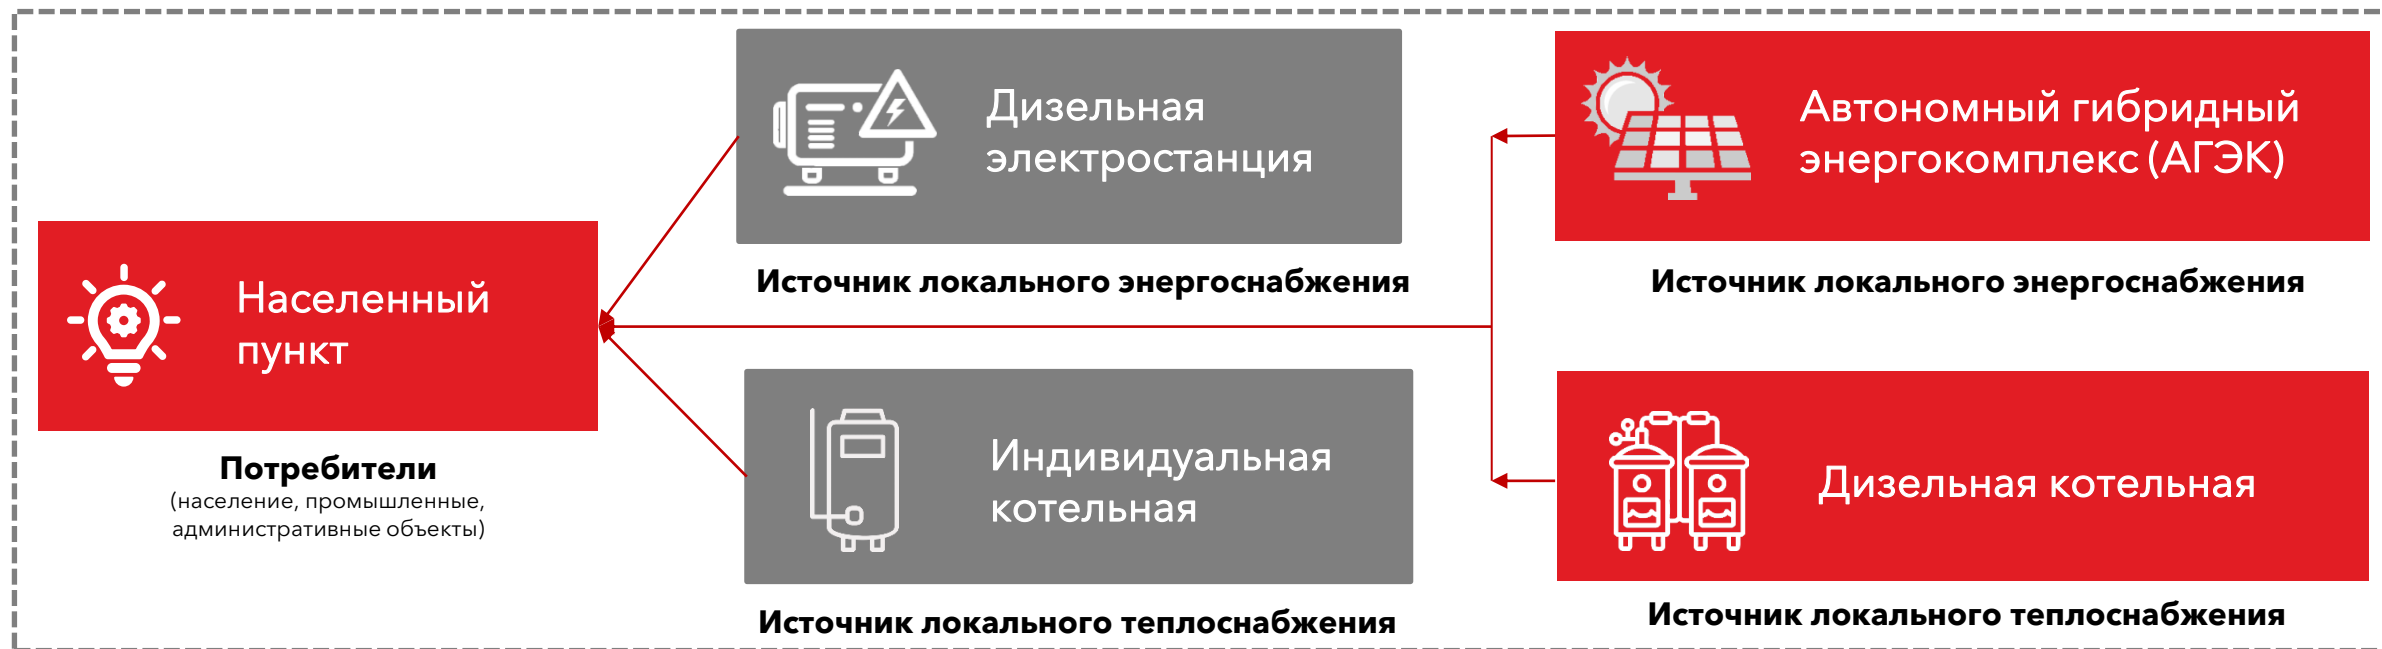 Населенный
пункт
Потребители
(население, промышленные,
административные объекты)
Дизельная
электростанция
Источник локального энергоснабжения
Индивидуальная
котельная
Источник локального теплоснабжения
Автономный гибридный
энергокомплекс (АГЭК)
Источник локального энергоснабжения
Дизельная котельная
Источник локального теплоснабжения